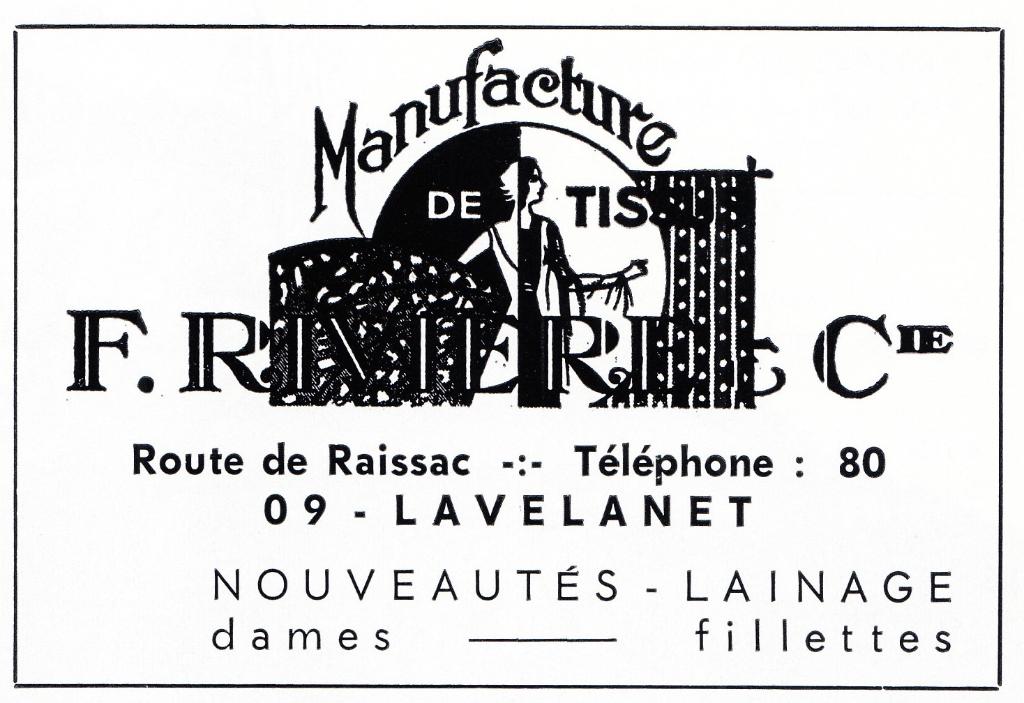 Manufacture
DE TISSUS
F. RIVIERE & CIE
Route de Raissac -:- Téléphone : 80
09 - LAVELANET
NOUVEAUTÉS - LAINAGE
dames fillettes